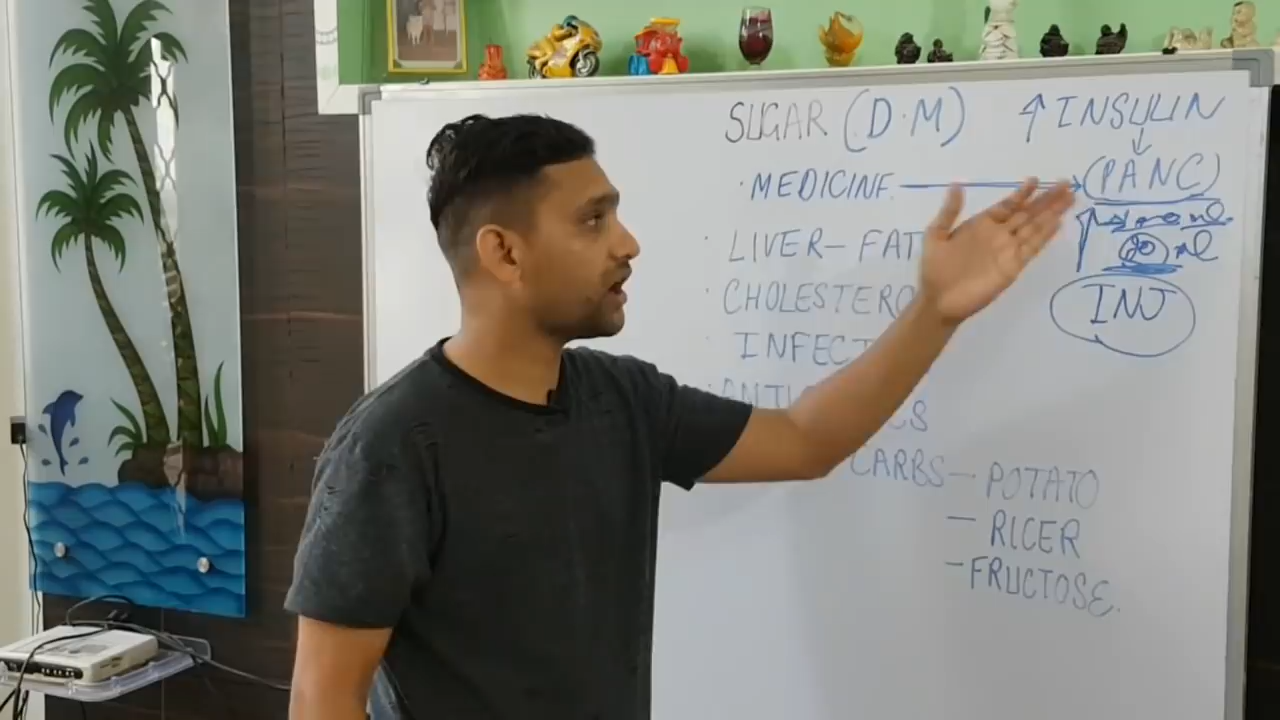 SUGAR (D.M) ↑ INSULIN
↓
· MEDICINE → (PANC)
· LIVER - FAT
· CHOLESTERO
· INFECT
INJ
CARBS - POTATO
- RICER
- FRUCTOSE.